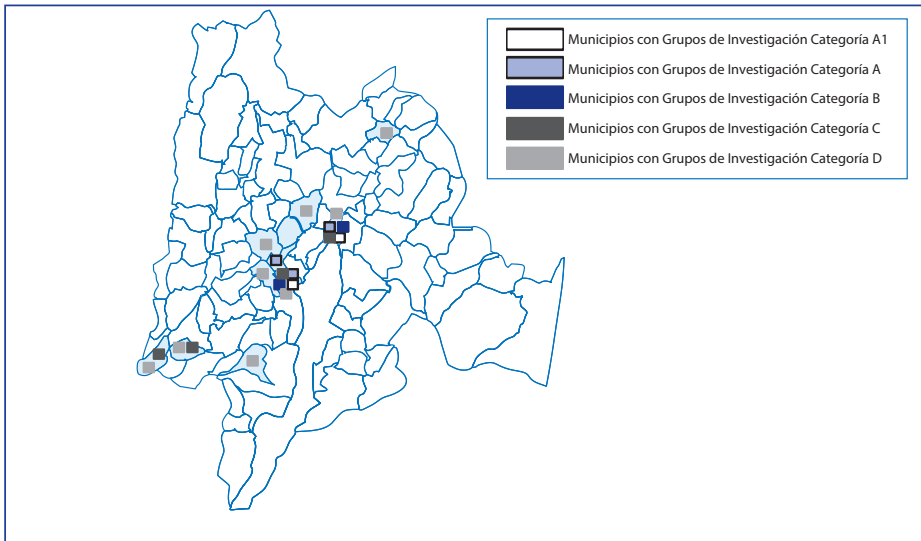 Municipios con Grupos de Investigación Categoría A1
Municipios con Grupos de Investigación Categoría A
Municipios con Grupos de Investigación Categoría B
Municipios con Grupos de Investigación Categoría C
Municipios con Grupos de Investigación Categoría D